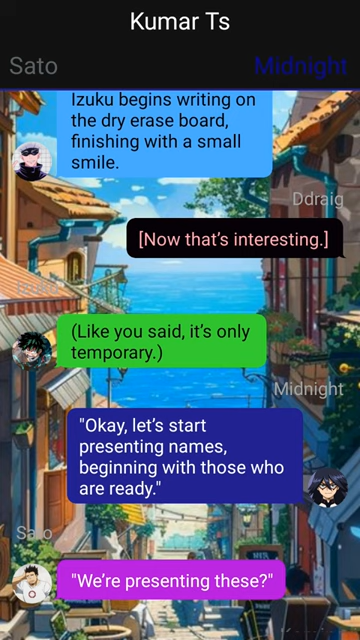 Kumar Ts
Sato
Midnight
Izuku begins writing on
the dry erase board,
finishing with a small
smile.
Ddraig
[Now that's interesting.]
(Like you said, it's only
temporary.)
Midnight
"Okay, let's start
presenting names,
beginning with those who
are ready."
Sato
"We're presenting these?"